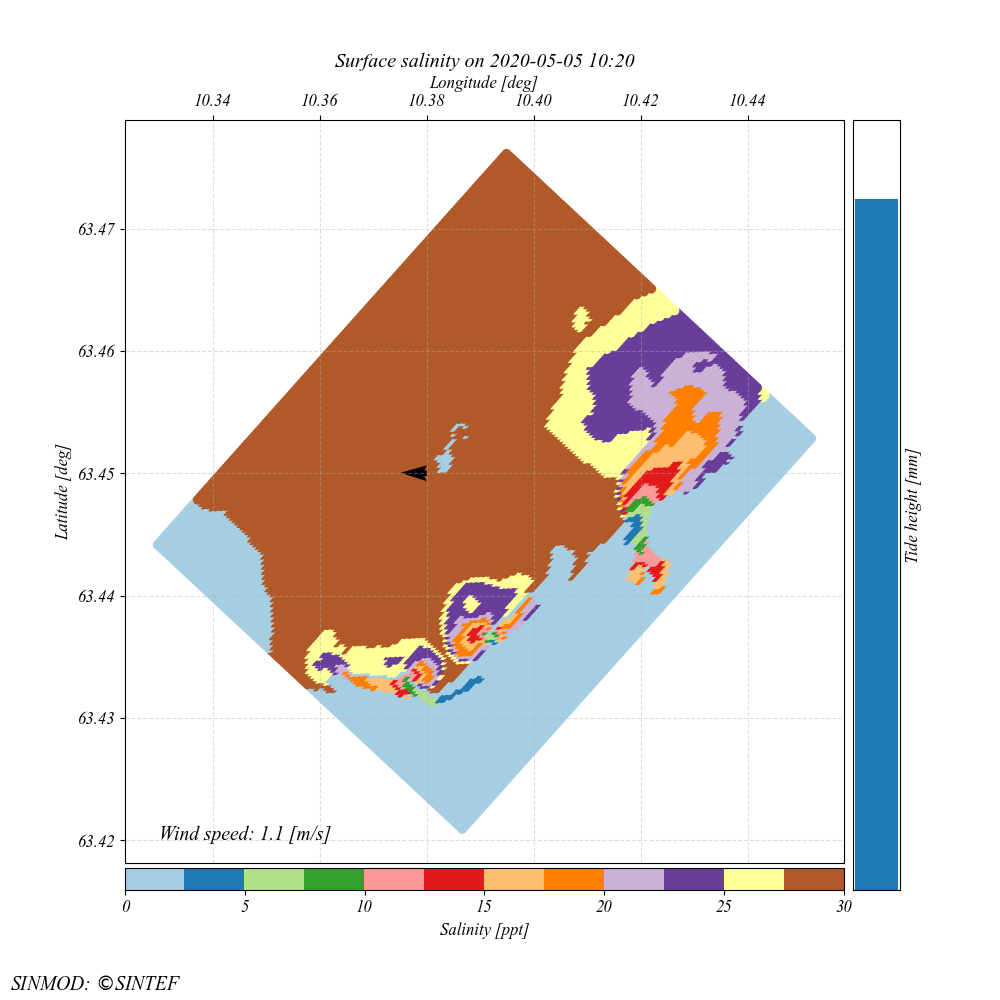 Surface salinity on 2020-05-05 10:20
Longitude [deg]
10.34 10.36 10.38 10.40 10.42 10.44
63.47
63.46
63.45
63.44
63.43
63.42
Latitude [deg]
Tide height [mm]
Wind speed: 1.1 [m/s]
0 5 10 15 20 25 30
Salinity [ppt]
SINMOD: ©SINTEF